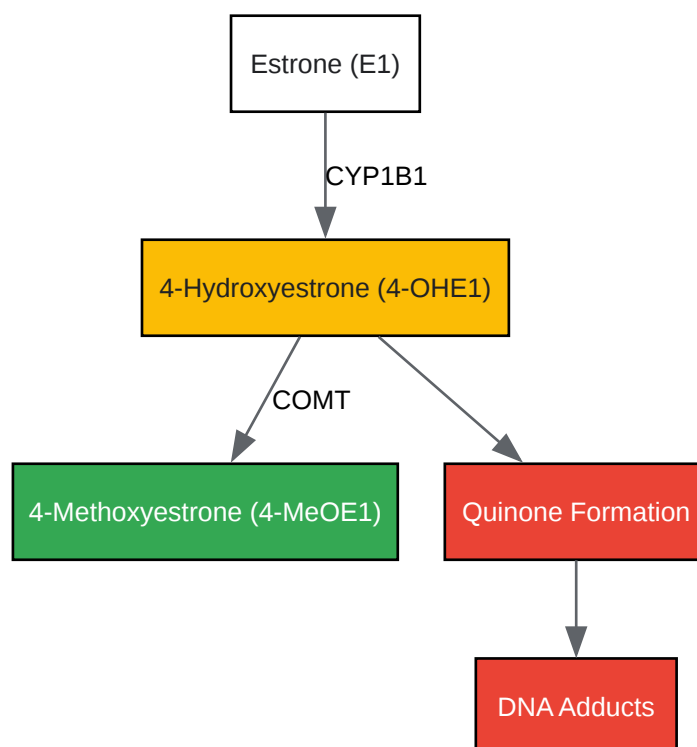 Estrone (E1)
CYP1B1
4-Hydroxyestrone (4-OHE1)
COMT
4-Methoxyestrone (4-MeOE1)
Quinone Formation
DNA Adducts